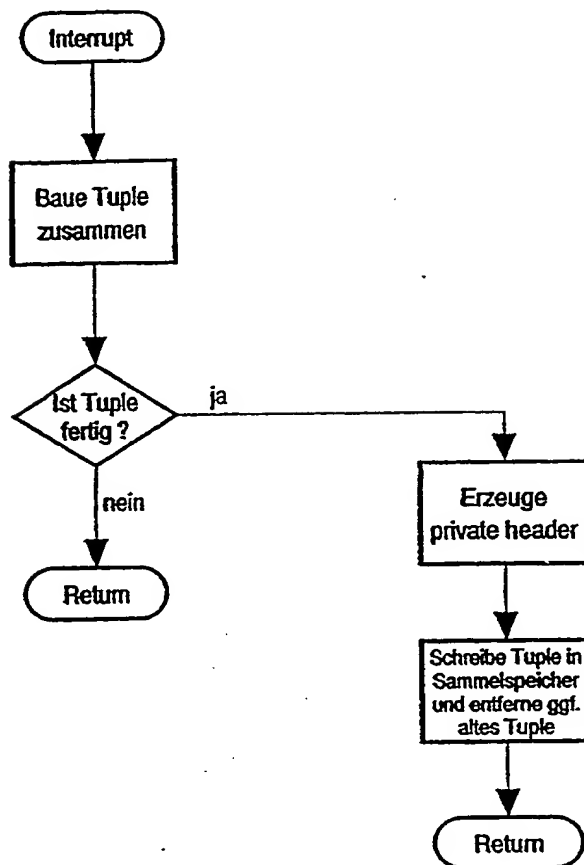 Interrupt
Baue Tuple
zusammen
Ist Tuple
fertig ?
ja
nein
Return
Erzeuge
private header
Schreibe Tuple in
Sammelspeicher
und entferne ggf.
altes Tuple
Return